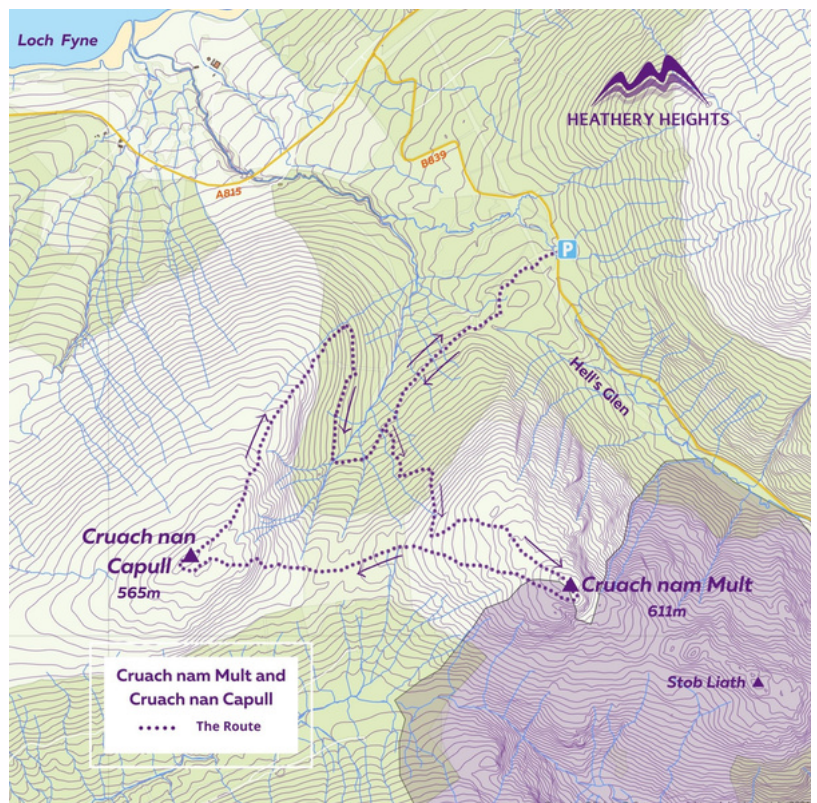 Loch Fyne
HEATHERY HEIGHTS
B839
A815
P
Hell's Glen
Cruach nan
Capull
565m
Cruach nam Mult
611m
Stob Liath
Cruach nam Mult and
Cruach nan Capull
The Route